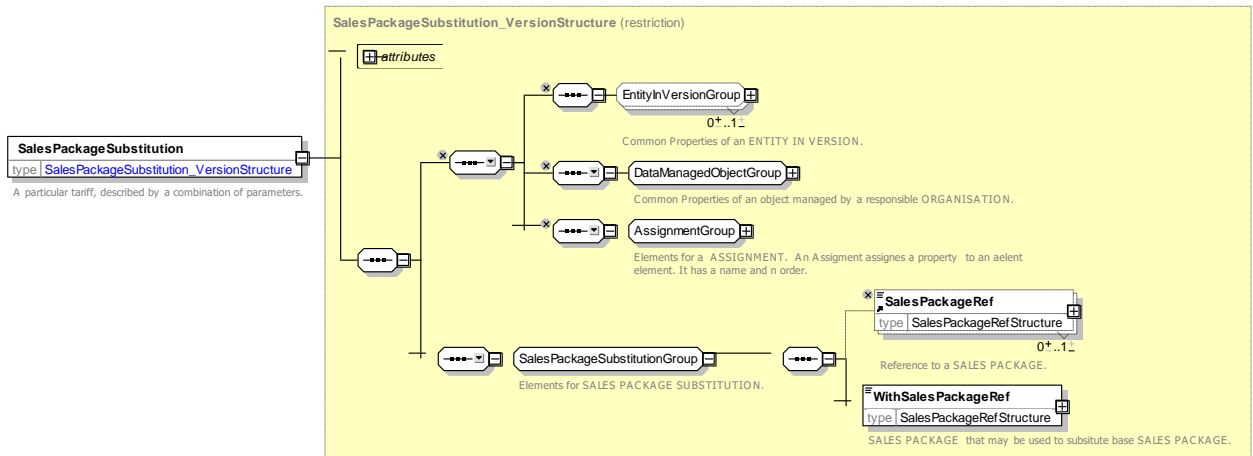 SalesPackageSubstitution_VersionStructure (restriction)
attributes
EntityInVersionGroup
0..1
Common Properties of an ENTITY IN VERSION.
SalesPackageSubstitution
type SalesPackageSubstitution_VersionStructure
A particular tariff, described by a combination of parameters.
DataManagedObjectGroup
Common Properties of an object managed by a responsible ORGANISATION.
AssignmentGroup
Elements for a ASSIGNMENT. An Assigment assignes a property to an aelent
element. It has a name and n order.
SalesPackageRef
type SalesPackageRefStructure
0..1
Reference to a SALES PACKAGE.
SalesPackageSubstitutionGroup
Elements for SALES PACKAGE SUBSTITUTION.
WithSalesPackageRef
type SalesPackageRefStructure
SALES PACKAGE that may be used to subsitute base SALES PACKAGE.